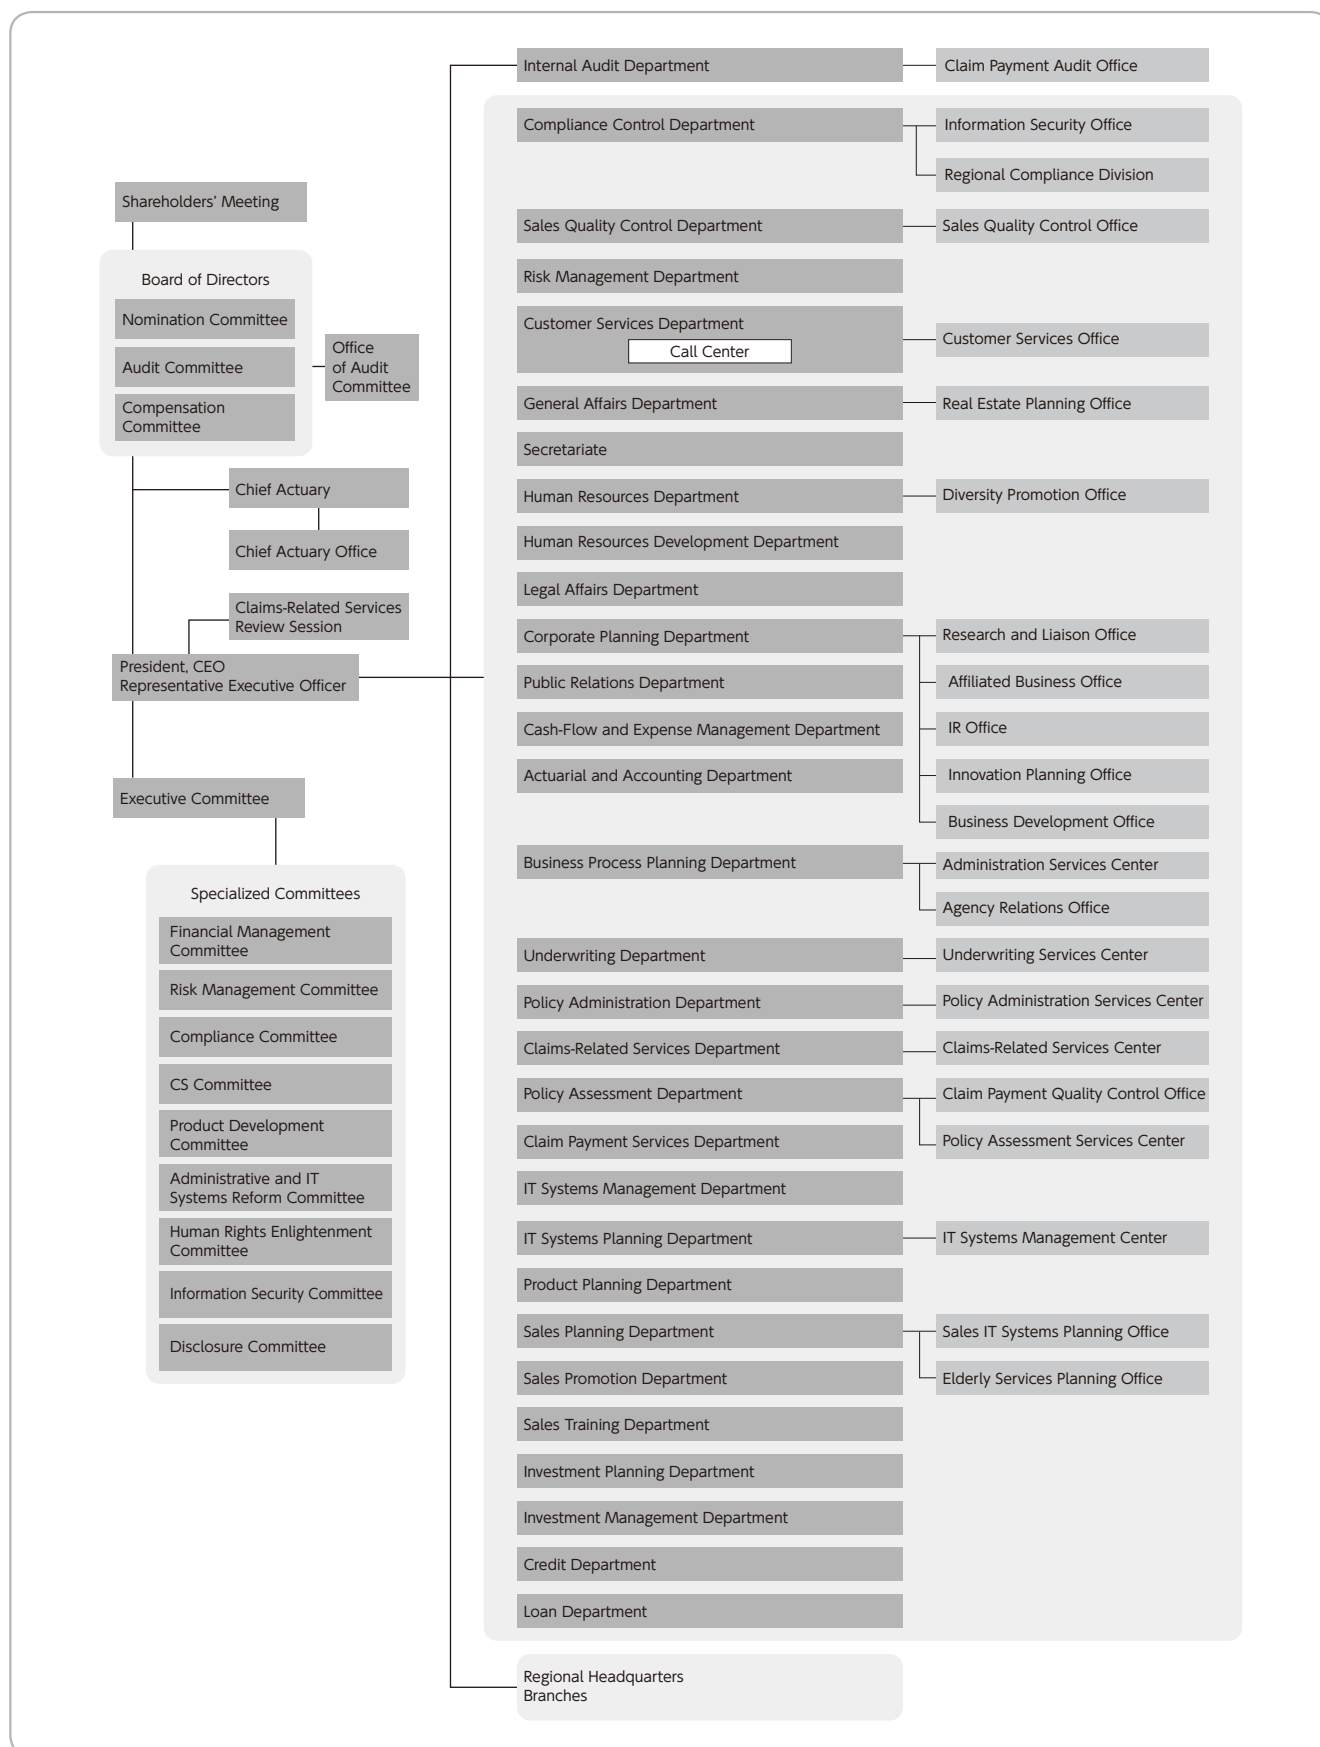 Shareholders' Meeting
Board of Directors
Nomination Committee
Audit Committee
Compensation
Committee
Office
of Audit
Committee
Chief Actuary
Chief Actuary Office
Claims-Related Services
Review Session
President, CEO
Representative Executive Officer
Executive Committee
Specialized Committees
Financial Management
Committee
Risk Management Committee
Compliance Committee
CS Committee
Product Development
Committee
Administrative and IT
Systems Reform Committee
Human Rights Enlightenment
Committee
Information Security Committee
Disclosure Committee
Internal Audit Department
Claim Payment Audit Office
Compliance Control Department
Information Security Office
Regional Compliance Division
Sales Quality Control Department
Sales Quality Control Office
Risk Management Department
Customer Services Department
Call Center
Customer Services Office
General Affairs Department
Real Estate Planning Office
Secretariate
Human Resources Department
Diversity Promotion Office
Human Resources Development Department
Legal Affairs Department
Corporate Planning Department
Research and Liaison Office
Public Relations Department
Affiliated Business Office
Cash-Flow and Expense Management Department
IR Office
Actuarial and Accounting Department
Innovation Planning Office
Business Development Office
Business Process Planning Department
Administration Services Center
Agency Relations Office
Underwriting Department
Underwriting Services Center
Policy Administration Department
Policy Administration Services Center
Claims-Related Services Department
Claims-Related Services Center
Policy Assessment Department
Claim Payment Quality Control Office
Claim Payment Services Department
Policy Assessment Services Center
IT Systems Management Department
IT Systems Planning Department
IT Systems Management Center
Product Planning Department
Sales Planning Department
Sales IT Systems Planning Office
Sales Promotion Department
Elderly Services Planning Office
Sales Training Department
Investment Planning Department
Investment Management Department
Credit Department
Loan Department
Regional Headquarters
Branches